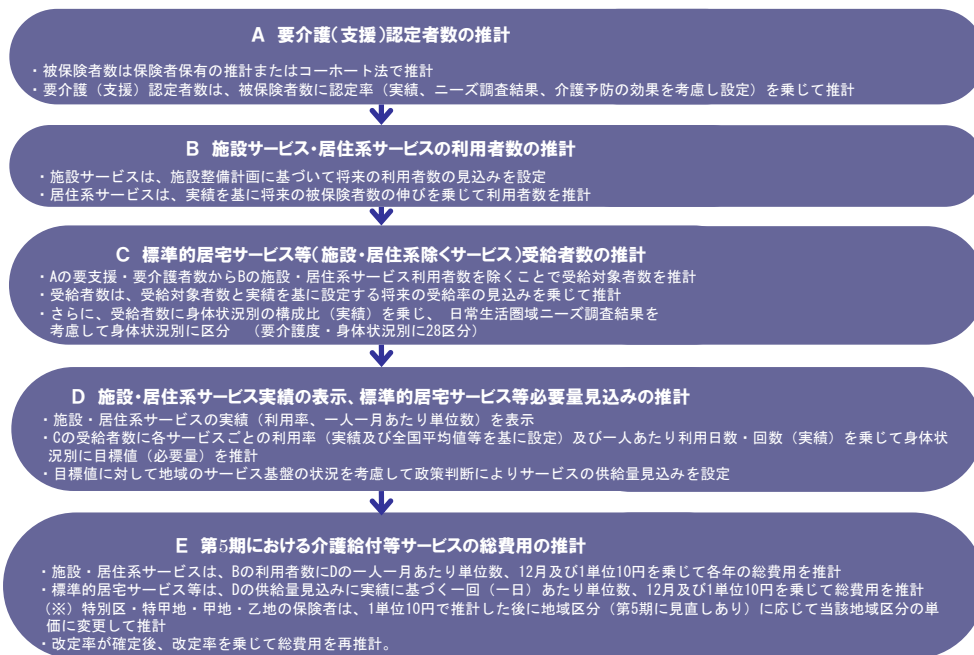 A 要介護(支援)認定者数の推計
・被保険者数は保険者保有の推計またはコーホート法で推計
・要介護（支援）認定者数は、被保険者数に認定率（実績、ニーズ調査結果、介護予防の効果を考慮し設定）を乗じて推計
B 施設サービス・居住系サービスの利用者数の推計
・施設サービスは、施設整備計画に基づいて将来の利用者数の見込みを設定
・居住系サービスは、実績を基に将来の被保険者数の伸びを乗じて利用者数を推計
C 標準的居宅サービス等(施設・居住系除くサービス)受給者数の推計
・Aの要支援・要介護者数からBの施設・居住系サービス利用者数を除くことで受給対象者数を推計
・受給者数は、受給対象者数と実績を基に設定する将来の受給率の見込みを乗じて推計
・さらに、受給者数に身体状況別の構成比（実績）を乗じ、 日常生活圏域ニーズ調査結果を
考慮して身体状況別に区分 （要介護度・身体状況別に28区分）
D 施設・居住系サービス実績の表示、標準的居宅サービス等必要量見込みの推計
・施設・居住系サービスの実績（利用率、一人一月あたり単位数）を表示
・Cの受給者数に各サービスごとの利用率（実績及び全国平均値等を基に設定）及び一人あたり利用日数・回数（実績）を乗じて身体状
況別に目標値（必要量）を推計
・目標値に対して地域のサービス基盤の状況を考慮して政策判断によりサービスの供給量見込みを設定
E 第5期における介護給付等サービスの総費用の推計
・施設・居住系サービスは、Bの利用者数にDの一人一月あたり単位数、12月及び1単位10円を乗じて各年の総費用を推計
・標準的居宅サービス等は、Dの供給量見込みに実績に基づく一回（一日）あたり単位数、12月及び1単位10円を乗じて総費用を推計
（※）特別区・特甲地・甲地・乙地の保険者は、1単位10円で推計した後に地域区分（第5期に見直しあり）に応じて当該地域区分の単
価に変更して推計
・改定率が確定後、改定率を乗じて総費用を再推計。